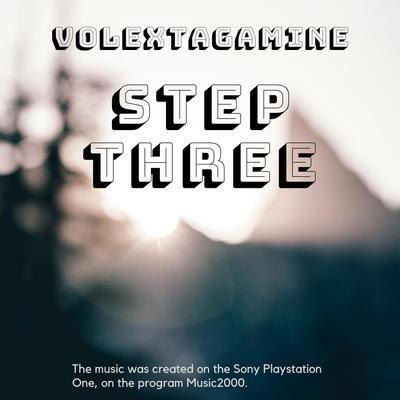 VOLEXTAGAMINE
STEP
THREE
The music was created on the Sony Playstation
One, on the program Music2000.